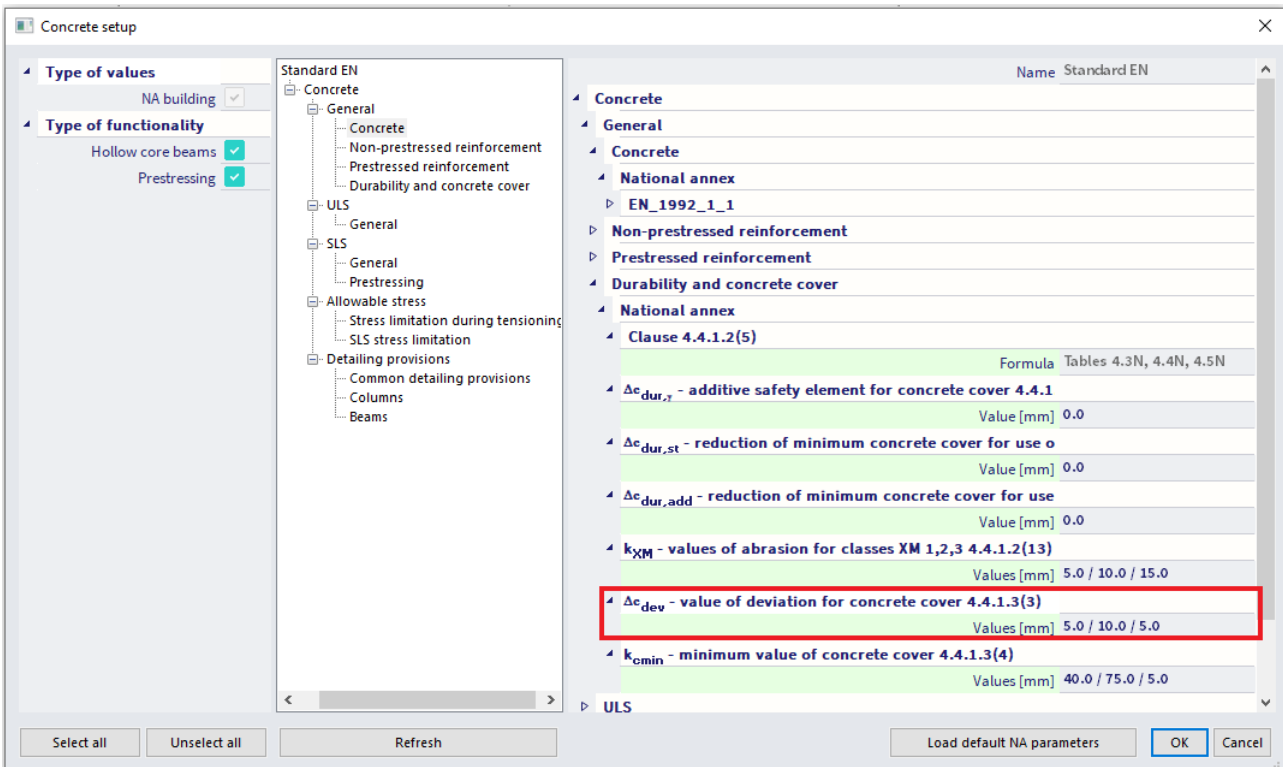 Concrete setup
Type of values
NA building
Type of functionality
Hollow core beams
Prestressing
Standard EN
Concrete
General
Concrete
Non-prestressed reinforcement
Prestressed reinforcement
Durability and concrete cover
ULS
General
SLS
General
Prestressing
Allowable stress
Stress limitation during tensioning
SLS stress limitation
Detailing provisions
Common detailing provisions
Columns
Beams
Name Standard EN
Concrete
General
Concrete
National annex
EN_1992_1_1
Non-prestressed reinforcement
Prestressed reinforcement
Durability and concrete cover
National annex
Clause 4.4.1.2(5)
Formula Tables 4.3N, 4.4N, 4.5N
Δc_dur,γ - additive safety element for concrete cover 4.4.1
Value [mm] 0.0
Δc_dur,st - reduction of minimum concrete cover for use o
Value [mm] 0.0
Δc_dur,add - reduction of minimum concrete cover for use
Value [mm] 0.0
k_XM - values of abrasion for classes XM 1,2,3 4.4.1.2(13)
Values [mm] 5.0 / 10.0 / 15.0
Δc_dev - value of deviation for concrete cover 4.4.1.3(3)
Values [mm] 5.0 / 10.0 / 5.0
k_cmin - minimum value of concrete cover 4.4.1.3(4)
Values [mm] 40.0 / 75.0 / 5.0
ULS
Select all Unselect all Refresh Load default NA parameters OK Cancel